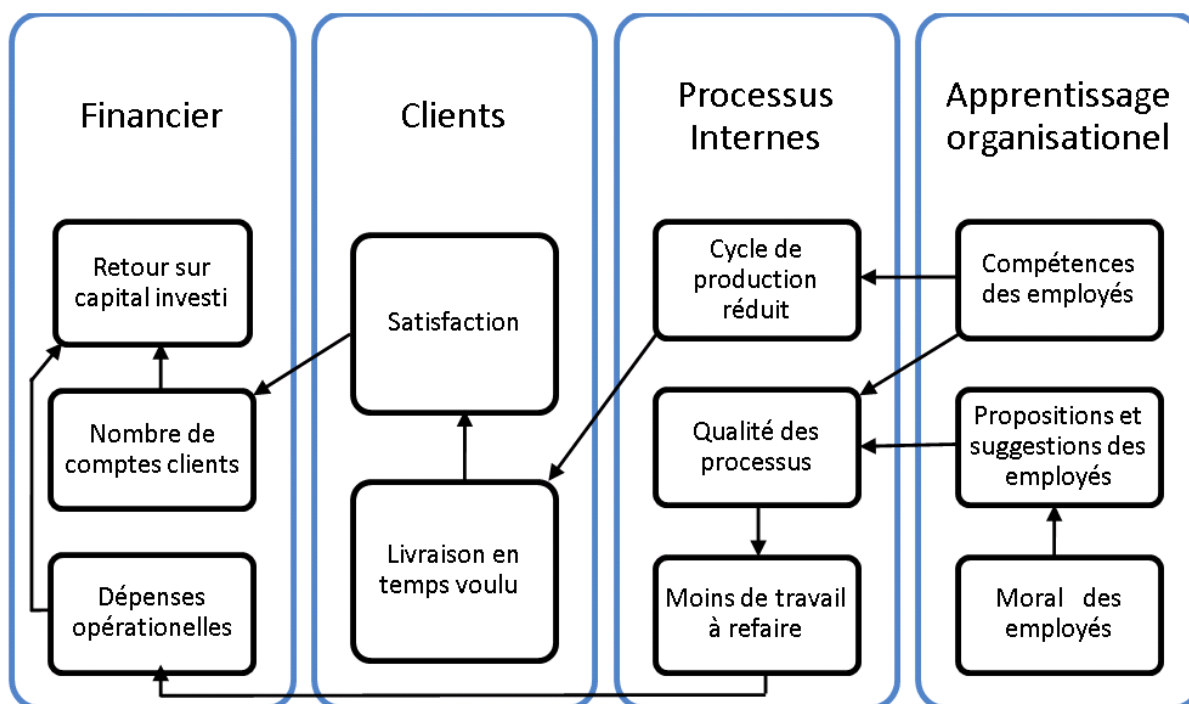 Financier
Retour sur
capital investi
Nombre de
comptes clients
Dépenses
opérationelles
Clients
Satisfaction
Livraison en
temps voulu
Processus
Internes
Cycle de
production
réduit
Qualité des
processus
Moins de travail
à refaire
Apprentissage
organisationel
Compétences
des employés
Propositions et
suggestions des
employés
Moral des
employés